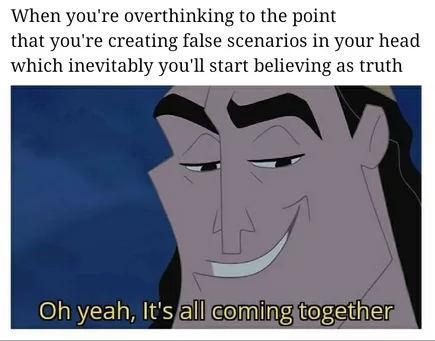 When you're overthinking to the point
that you're creating false scenarios in your head
which inevitably you'll start believing as truth
Oh yeah, It's all coming together